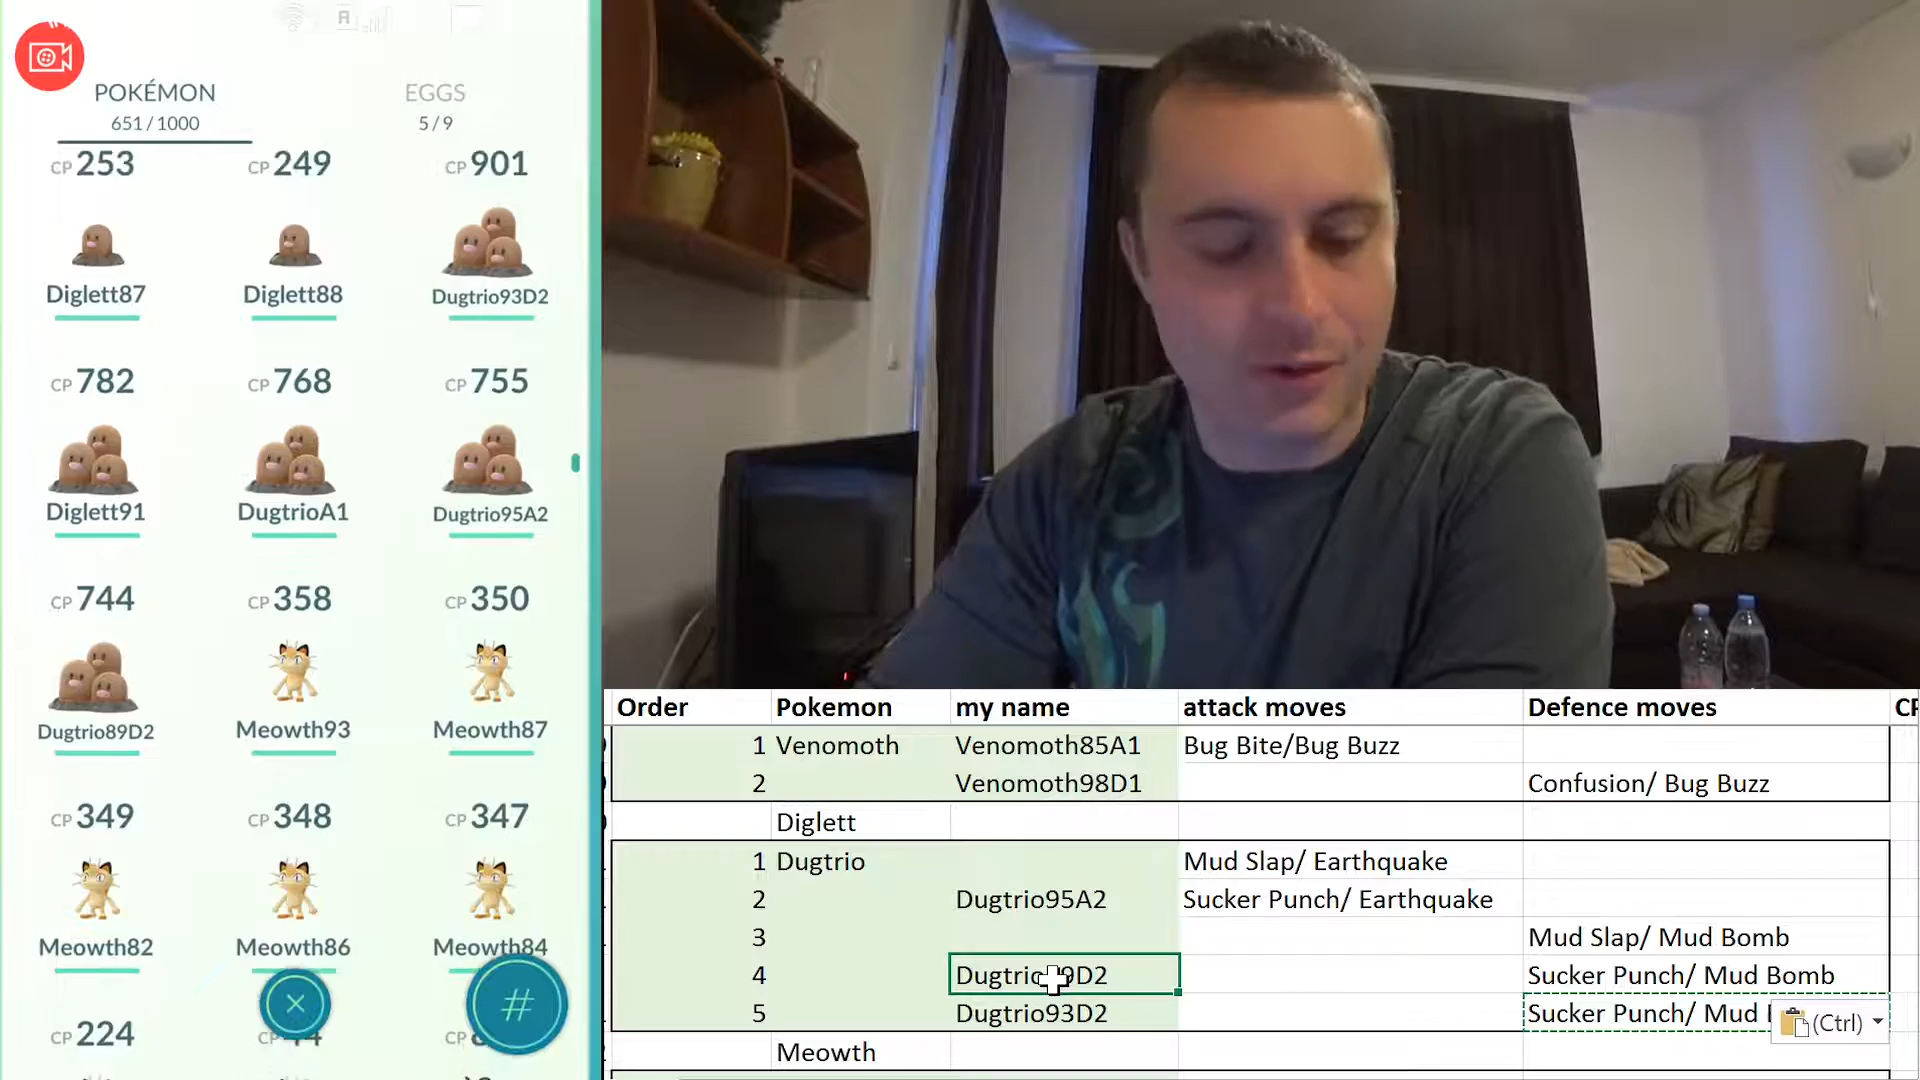 A
POKÉMON EGGS
651 / 1000 5 / 9
CP 253 CP 249 CP 901
Diglett87 Diglett88 Dugtrio93D2
CP 782 CP 768 CP 755
Diglett91 DugtrioA1 Dugtrio95A2
CP 744 CP 358 CP 350
Dugtrio89D2 Meowth93 Meowth87
CP 349 CP 348 CP 347
Meowth82 Meowth86 Meowth84
CP 224
#
Order Pokemon my name attack moves Defence moves
1 Venomoth Venomoth85A1 Bug Bite/Bug Buzz
2 Venomoth98D1 Confusion/ Bug Buzz
Diglett
1 Dugtrio Mud Slap/ Earthquake
2 Dugtrio95A2 Sucker Punch/ Earthquake
3 Mud Slap/ Mud Bomb
4 Sucker Punch/ Mud Bomb
5 Dugtrio93D2 Sucker Punch/ Mud
(Ctrl)
Meowth